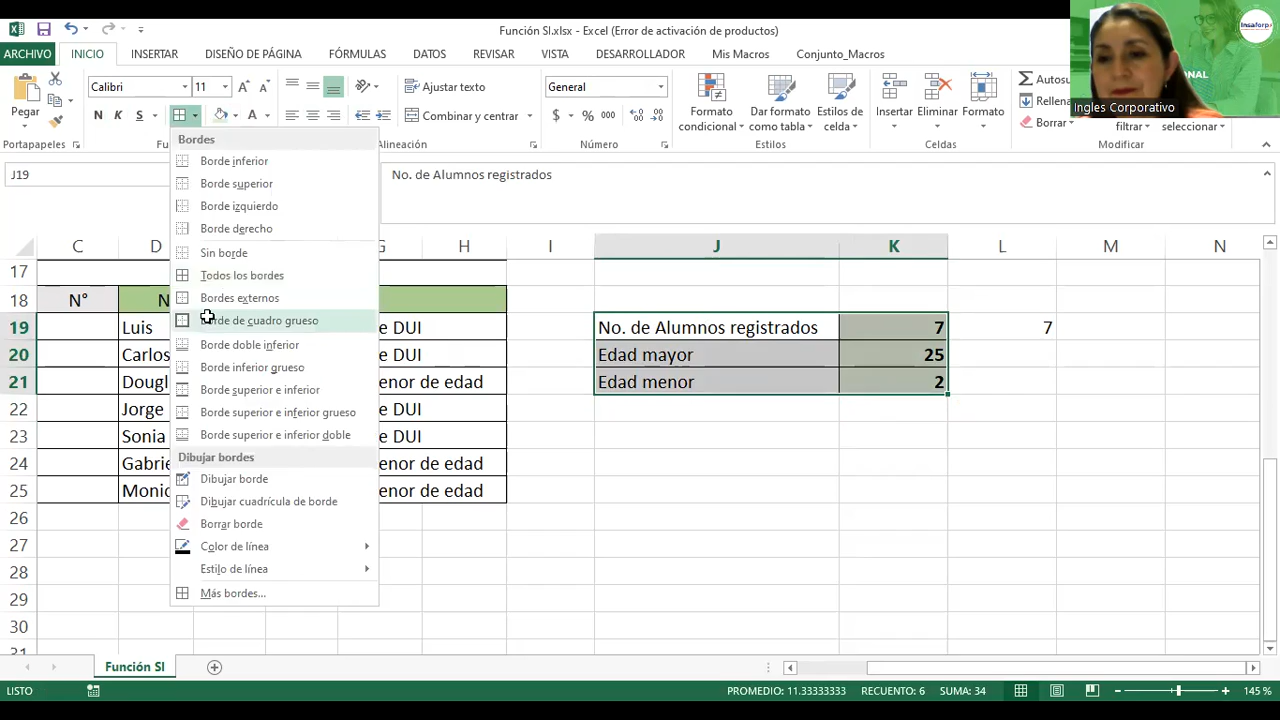 Función SI.xlsx - Excel (Error de activación de productos)
ARCHIVO INICIO INSERTAR DISEÑO DE PÁGINA FÓRMULAS DATOS REVISAR VISTA DESARROLLADOR Mis Macros Conjunto_Macros
Insaforp
Ingles Corporativo
Pegar
Calibri 11
N K S
Ajustar texto
Combinar y centrar
General
$ % 000
Formato condicional
Dar formato como tabla
Estilos de celda
Insertar Eliminar Formato
Autosu
Rellena
Borrar
filtrar
seleccionar
Portapapeles
Alineación
Número
Estilos
Celdas
Modificar
J19
No. de Alumnos registrados
Bordes
Borde inferior
Borde superior
Borde izquierdo
Borde derecho
Sin borde
Todos los bordes
Bordes externos
de cuadro grueso
Borde doble inferior
Borde inferior grueso
Borde superior e inferior
Borde superior e inferior grueso
Borde superior e inferior doble
Dibujar bordes
Dibujar borde
Dibujar cuadrícula de borde
Borrar borde
Color de línea
Estilo de línea
Más bordes...
C D G H I J K L M N
17
18 N° N
19 Luis e DUI No. de Alumnos registrados 7 7
20 Carlos e DUI Edad mayor 25
21 Dougl enor de edad Edad menor 2
22 Jorge e DUI
23 Sonia e DUI
24 Gabrie enor de edad
25 Monic enor de edad
26
27
28
29
30
31
Función SI
LISTO PROMEDIO: 11.33333333 RECUENTO: 6 SUMA: 34 145 %